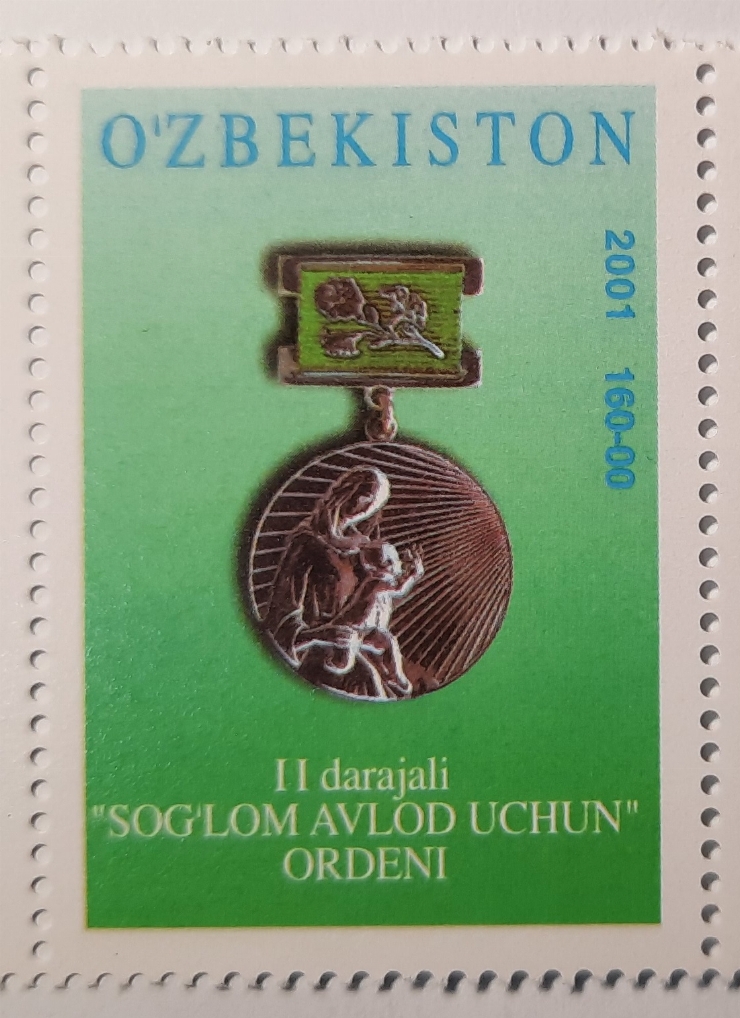 O'ZBEKISTON
2001 160-00
II darajali
"SOG'LOM AVLOD UCHUN"
ORDENI